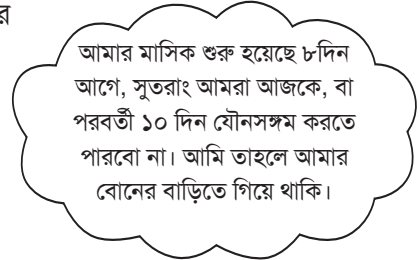 র
আমার মাসিক শুরু হয়েছে ৮দিন
আগে, সুতরাং আমরা আজকে, বা
পরবর্তী ১০ দিন যৌনসঙ্গম করতে
পারবো না। আমি তাহলে আমার
বোনের বাড়িতে গিয়ে থাকি।